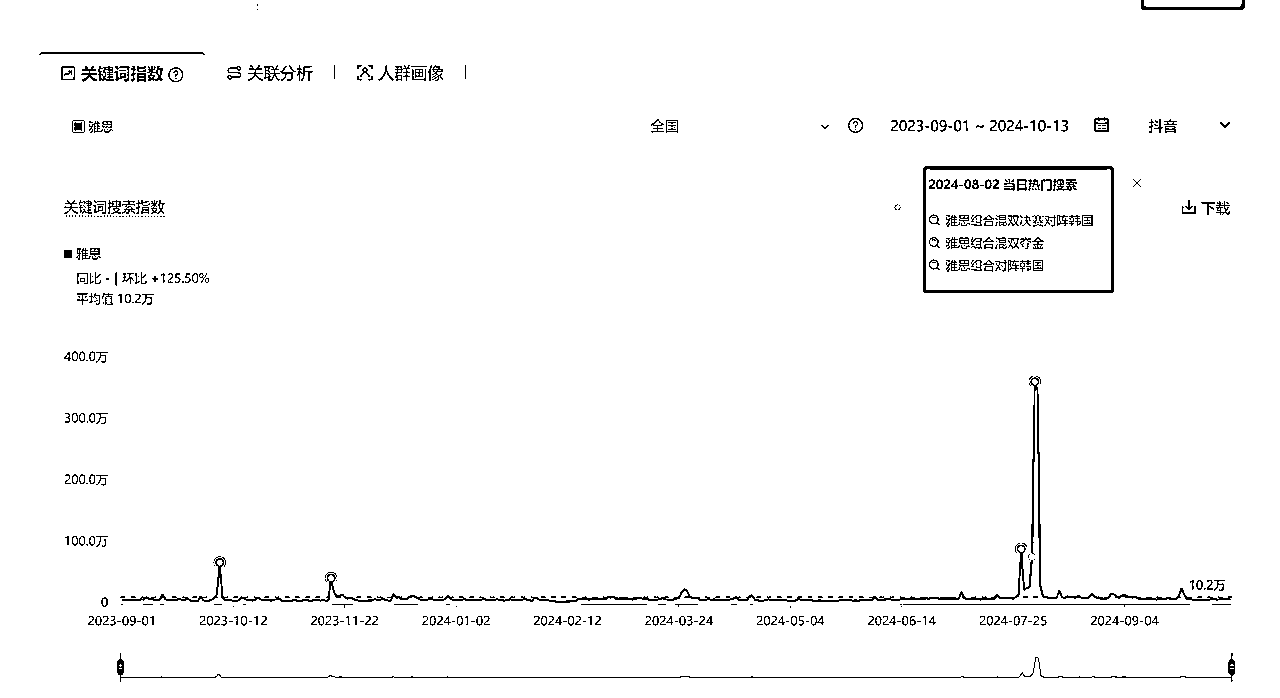 关键词指数 ? 关联分析 人群画像
雅思 全国 ? 2023-09-01 ~ 2024-10-13 抖音
2024-08-02 当日热门搜索
雅思组合混双决赛对阵韩国
雅思组合混双夺金
雅思组合对阵韩国
关键词搜索指数 下载
雅思
同比 - | 环比 +125.50%
平均值 10.2万
400.0万
300.0万
200.0万
100.0万
0
10.2万
2023-09-01 2023-10-12 2023-11-22 2024-01-02 2024-02-12 2024-03-24 2024-05-04 2024-06-14 2024-07-25 2024-09-04